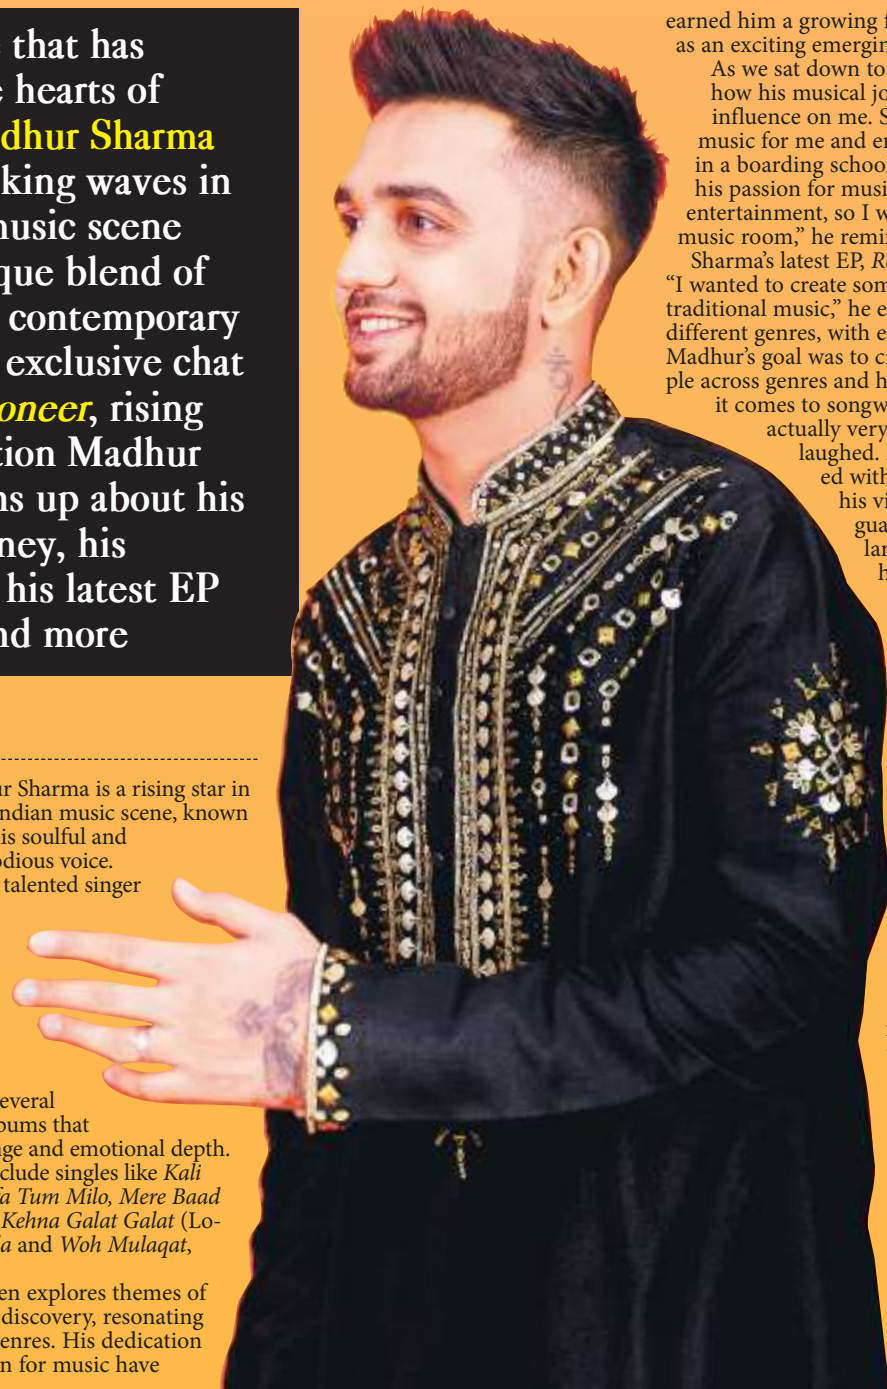 that has
hearts of
dhur Sharma
king waves in
music scene
que blend of
contemporary
exclusive chat
oneer, rising
tion Madhur
ns up about his
ney, his
his latest EP
nd more
ur Sharma is a rising star in
ndian music scene, known
is soulful and
odious voice.
talented singer
everal
bums that
ge and emotional depth.
clude singles like Kali
fa Tum Milo, Mere Baad
Kehna Galat Galat (Lo-
la and Woh Mulaqat,
en explores themes of
discovery, resonating
enres. His dedication
n for music have
earned him a growing f
as an exciting emergin
As we sat down to
how his musical jo
influence on me. S
music for me and en
in a boarding school
his passion for musi
entertainment, so I w
music room,” he remi
Sharma’s latest EP, R
“I wanted to create som
traditional music,” he e
different genres, with e
Madhur’s goal was to c
ple across genres and h
it comes to songw
actually very
laughed.
ed with
his vi
gua
lar
h